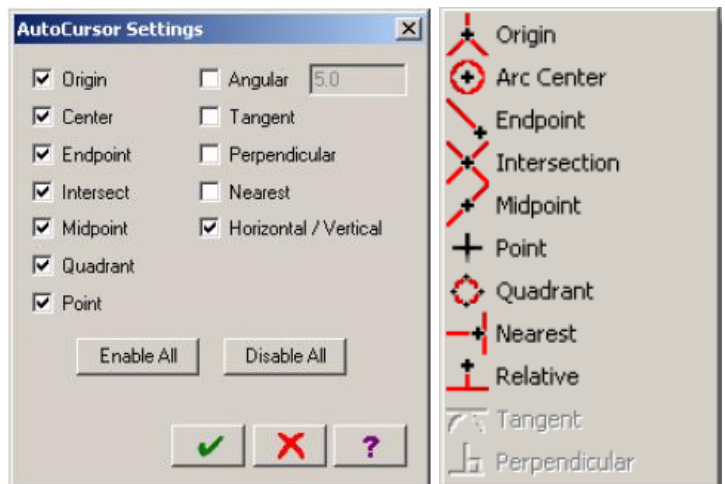 AutoCursor Settings
Origin
Center
Endpoint
Intersect
Midpoint
Quadrant
Point
Angular 5.0
Tangent
Perpendicular
Nearest
Horizontal / Vertical
Enable All
Disable All
?
Origin
Arc Center
Endpoint
Intersection
Midpoint
Point
Quadrant
Nearest
Relative
Tangent
Perpendicular